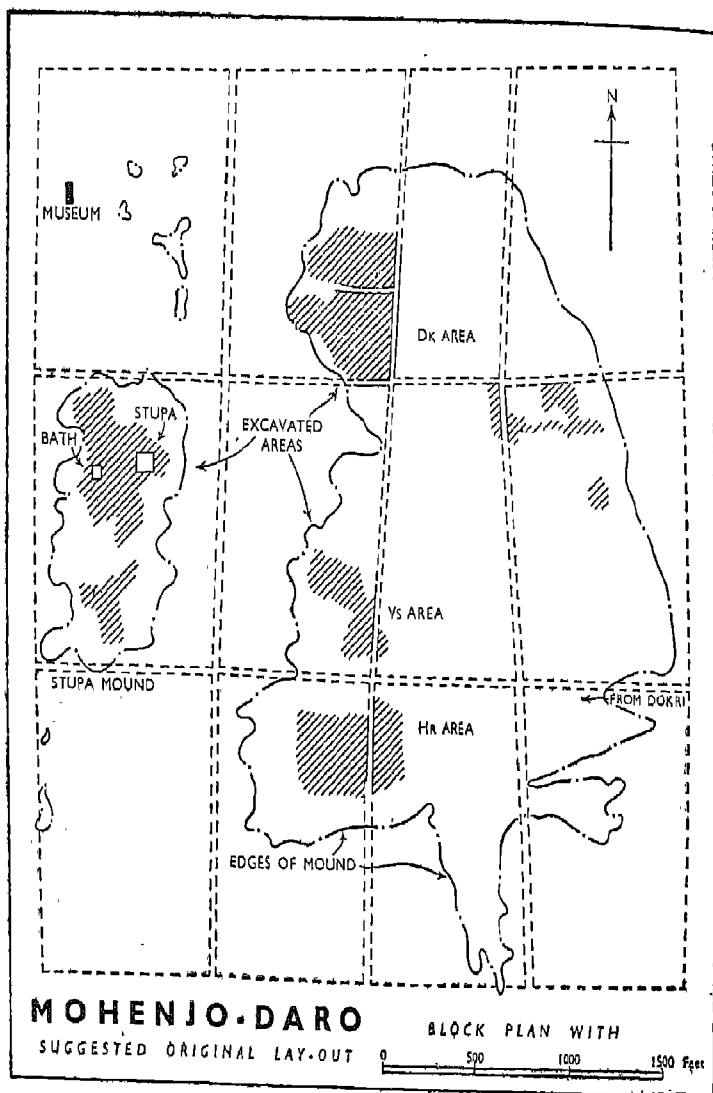 N
MUSEUM
Dk AREA
STUPA
BATH
EXCAVATED
AREAS
Vs AREA
STUPA MOUND
FROM DOKRI
HR AREA
EDGES OF MOUND
MOHENJO-DARO
BLOCK PLAN WITH
SUGGESTED ORIGINAL LAY-OUT
0 500 1000 1500 Feet